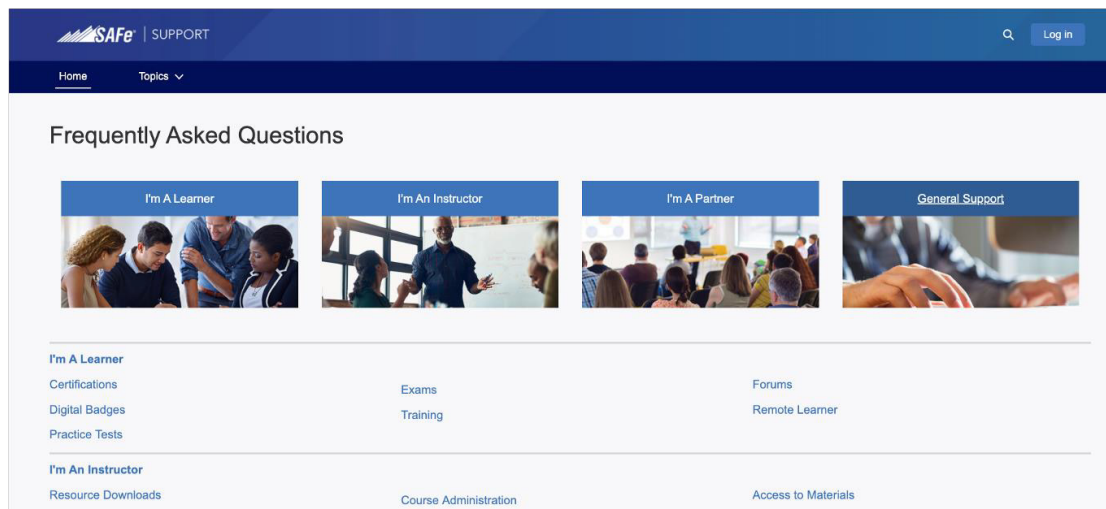 SAFe® | SUPPORT
Log in
Home Topics
Frequently Asked Questions
I'm A Learner I'm An Instructor I'm A Partner General Support
I'm A Learner
Certifications Exams Forums
Digital Badges Training Remote Learner
Practice Tests
I'm An Instructor
Resource Downloads Course Administration Access to Materials